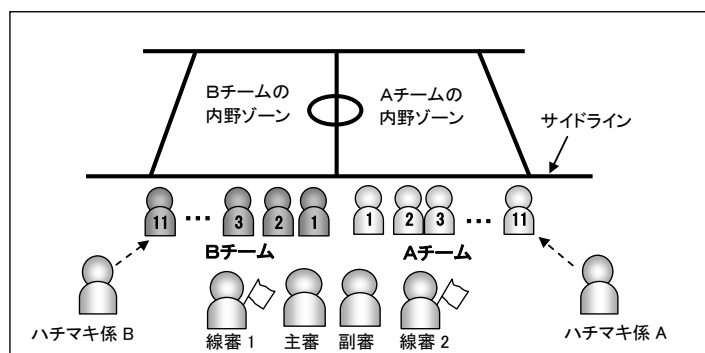 Bチームの
内野ゾーン
Aチームの
内野ゾーン
サイドライン
11 ••• 3 2 1
1 2 3 ••• 11
Bチーム
Aチーム
ハチマキ係 B
線審 1
主審
副審
線審 2
ハチマキ係 A